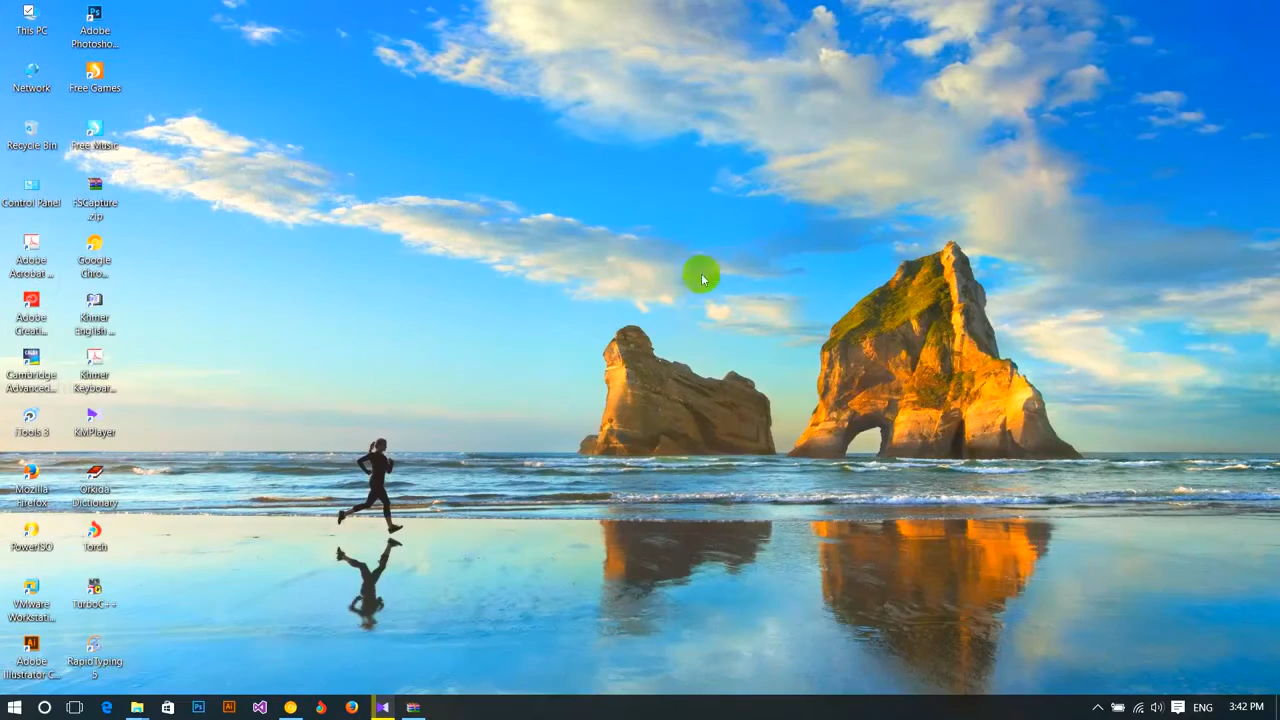 This PC
Adobe
Photosho...
Network
Free Games
Recycle Bin
Free Music
Control Panel
FSCapture
.zip
Adobe
Acrobat ...
Google
Chro...
Adobe
Creati...
Khmer
English ...
Cambridge
Advanced...
Khmer
Keyboar...
iTools 3
KMPlayer
Mozilla
Firefox
Orkida
Dictionary
PowerISO
Torch
VMware
Workstati...
TurboC++
Adobe
Illustrator C...
RapidTyping
5
ENG
3:42 PM